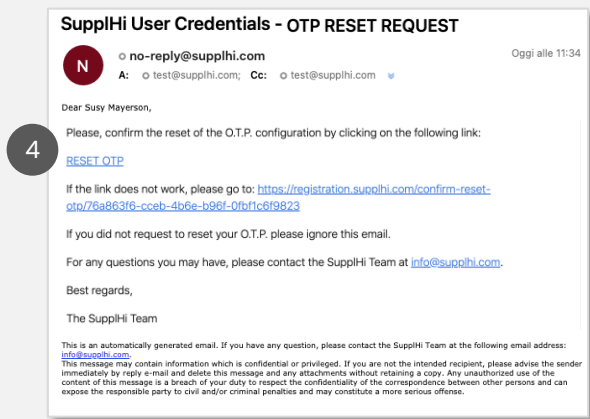 SupplHi User Credentials - OTP RESET REQUEST
N
no-reply@supplhi.com
Oggi alle 11:34
A: test@supplhi.com; Cc: test@supplhi.com
Dear Susy Mayerson,
4
Please, confirm the reset of the O.T.P. configuration by clicking on the following link:
RESET OTP
If the link does not work, please go to: https://registration.supplhi.com/confirm-reset-
otp/76a863f6-cceb-4b6e-b96f-0fbf1c6f9823
If you did not request to reset your O.T.P. please ignore this email.
For any questions you may have, please contact the SupplHi Team at info@supplhi.com.
Best regards,
The SupplHi Team
This is an automatically generated email. If you have any question, please contact the SupplHi Team at the following email address:
info@supplhi.com.
This message may contain information which is confidential or privileged. If you are not the intended recipient, please advise the sender
immediately by reply e-mail and delete this message and any attachments without retaining a copy. Any unauthorized use of the
content of this message is a breach of your duty to respect the confidentiality of the correspondence between other persons and can
expose the responsible party to civil and/or criminal penalties and may constitute a more serious offense.